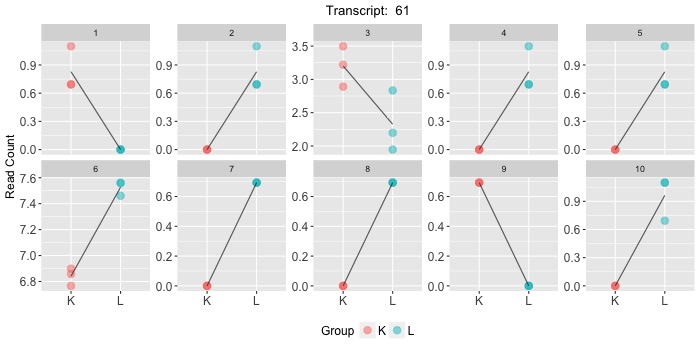 Transcript: 61
1 2 3 4 5
0.9 0.9 3.5 0.9 0.9
0.6 0.6 3.0 0.6 0.6
0.3 0.3 2.5 0.3 0.3
0.0 0.0 2.0 0.0 0.0
Read Count
6 7 8 9 10
7.6 0.6 0.6 0.6 0.9
7.4 0.4 0.4 0.4 0.6
7.2 0.2 0.2 0.2 0.3
7.0 0.0 0.0 0.0 0.0
6.8
K L K L K L K L K L
Group K L